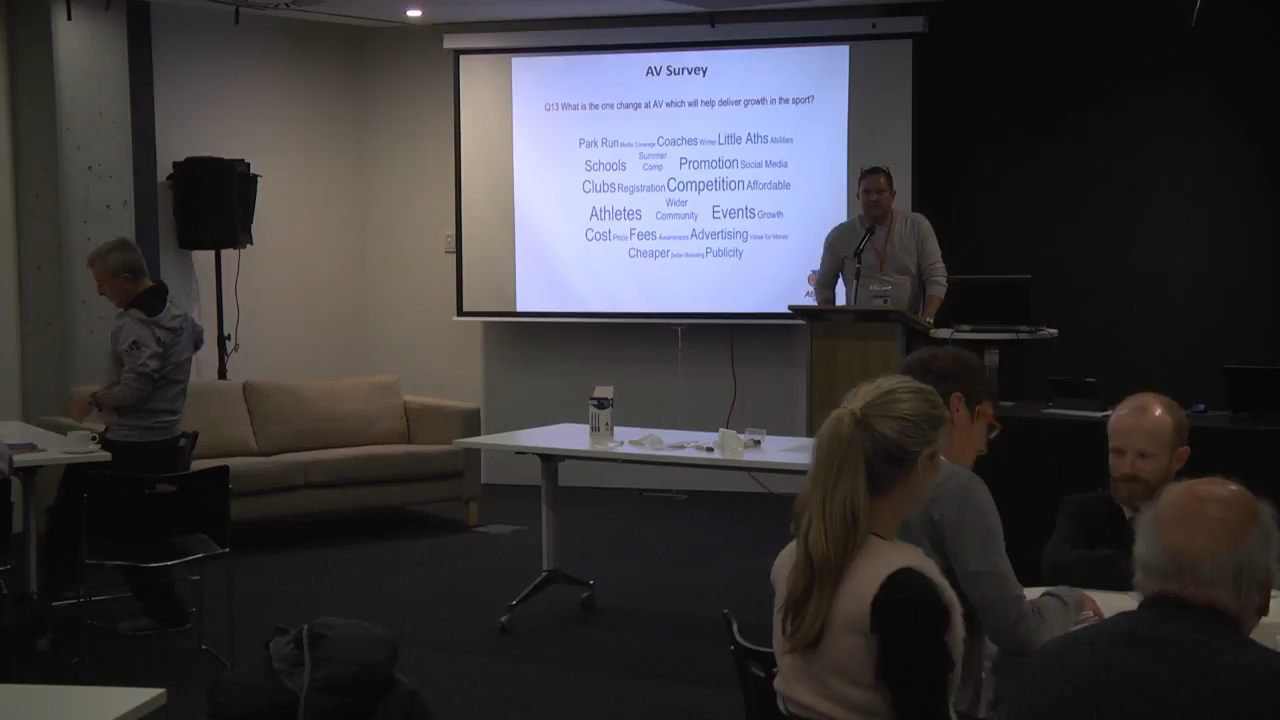 AV Survey
Q13 What is the one change at AV which will help deliver growth in the sport?
Park Run Media Coverage Coaches Winter Little Aths Abilities
Schools Summer Comp Promotion Social Media
Clubs Registration Competition Affordable
Athletes Wider Community Events Growth
Cost Price Fees Awareness Advertising Value for Money
Cheaper Better Marketing Publicity